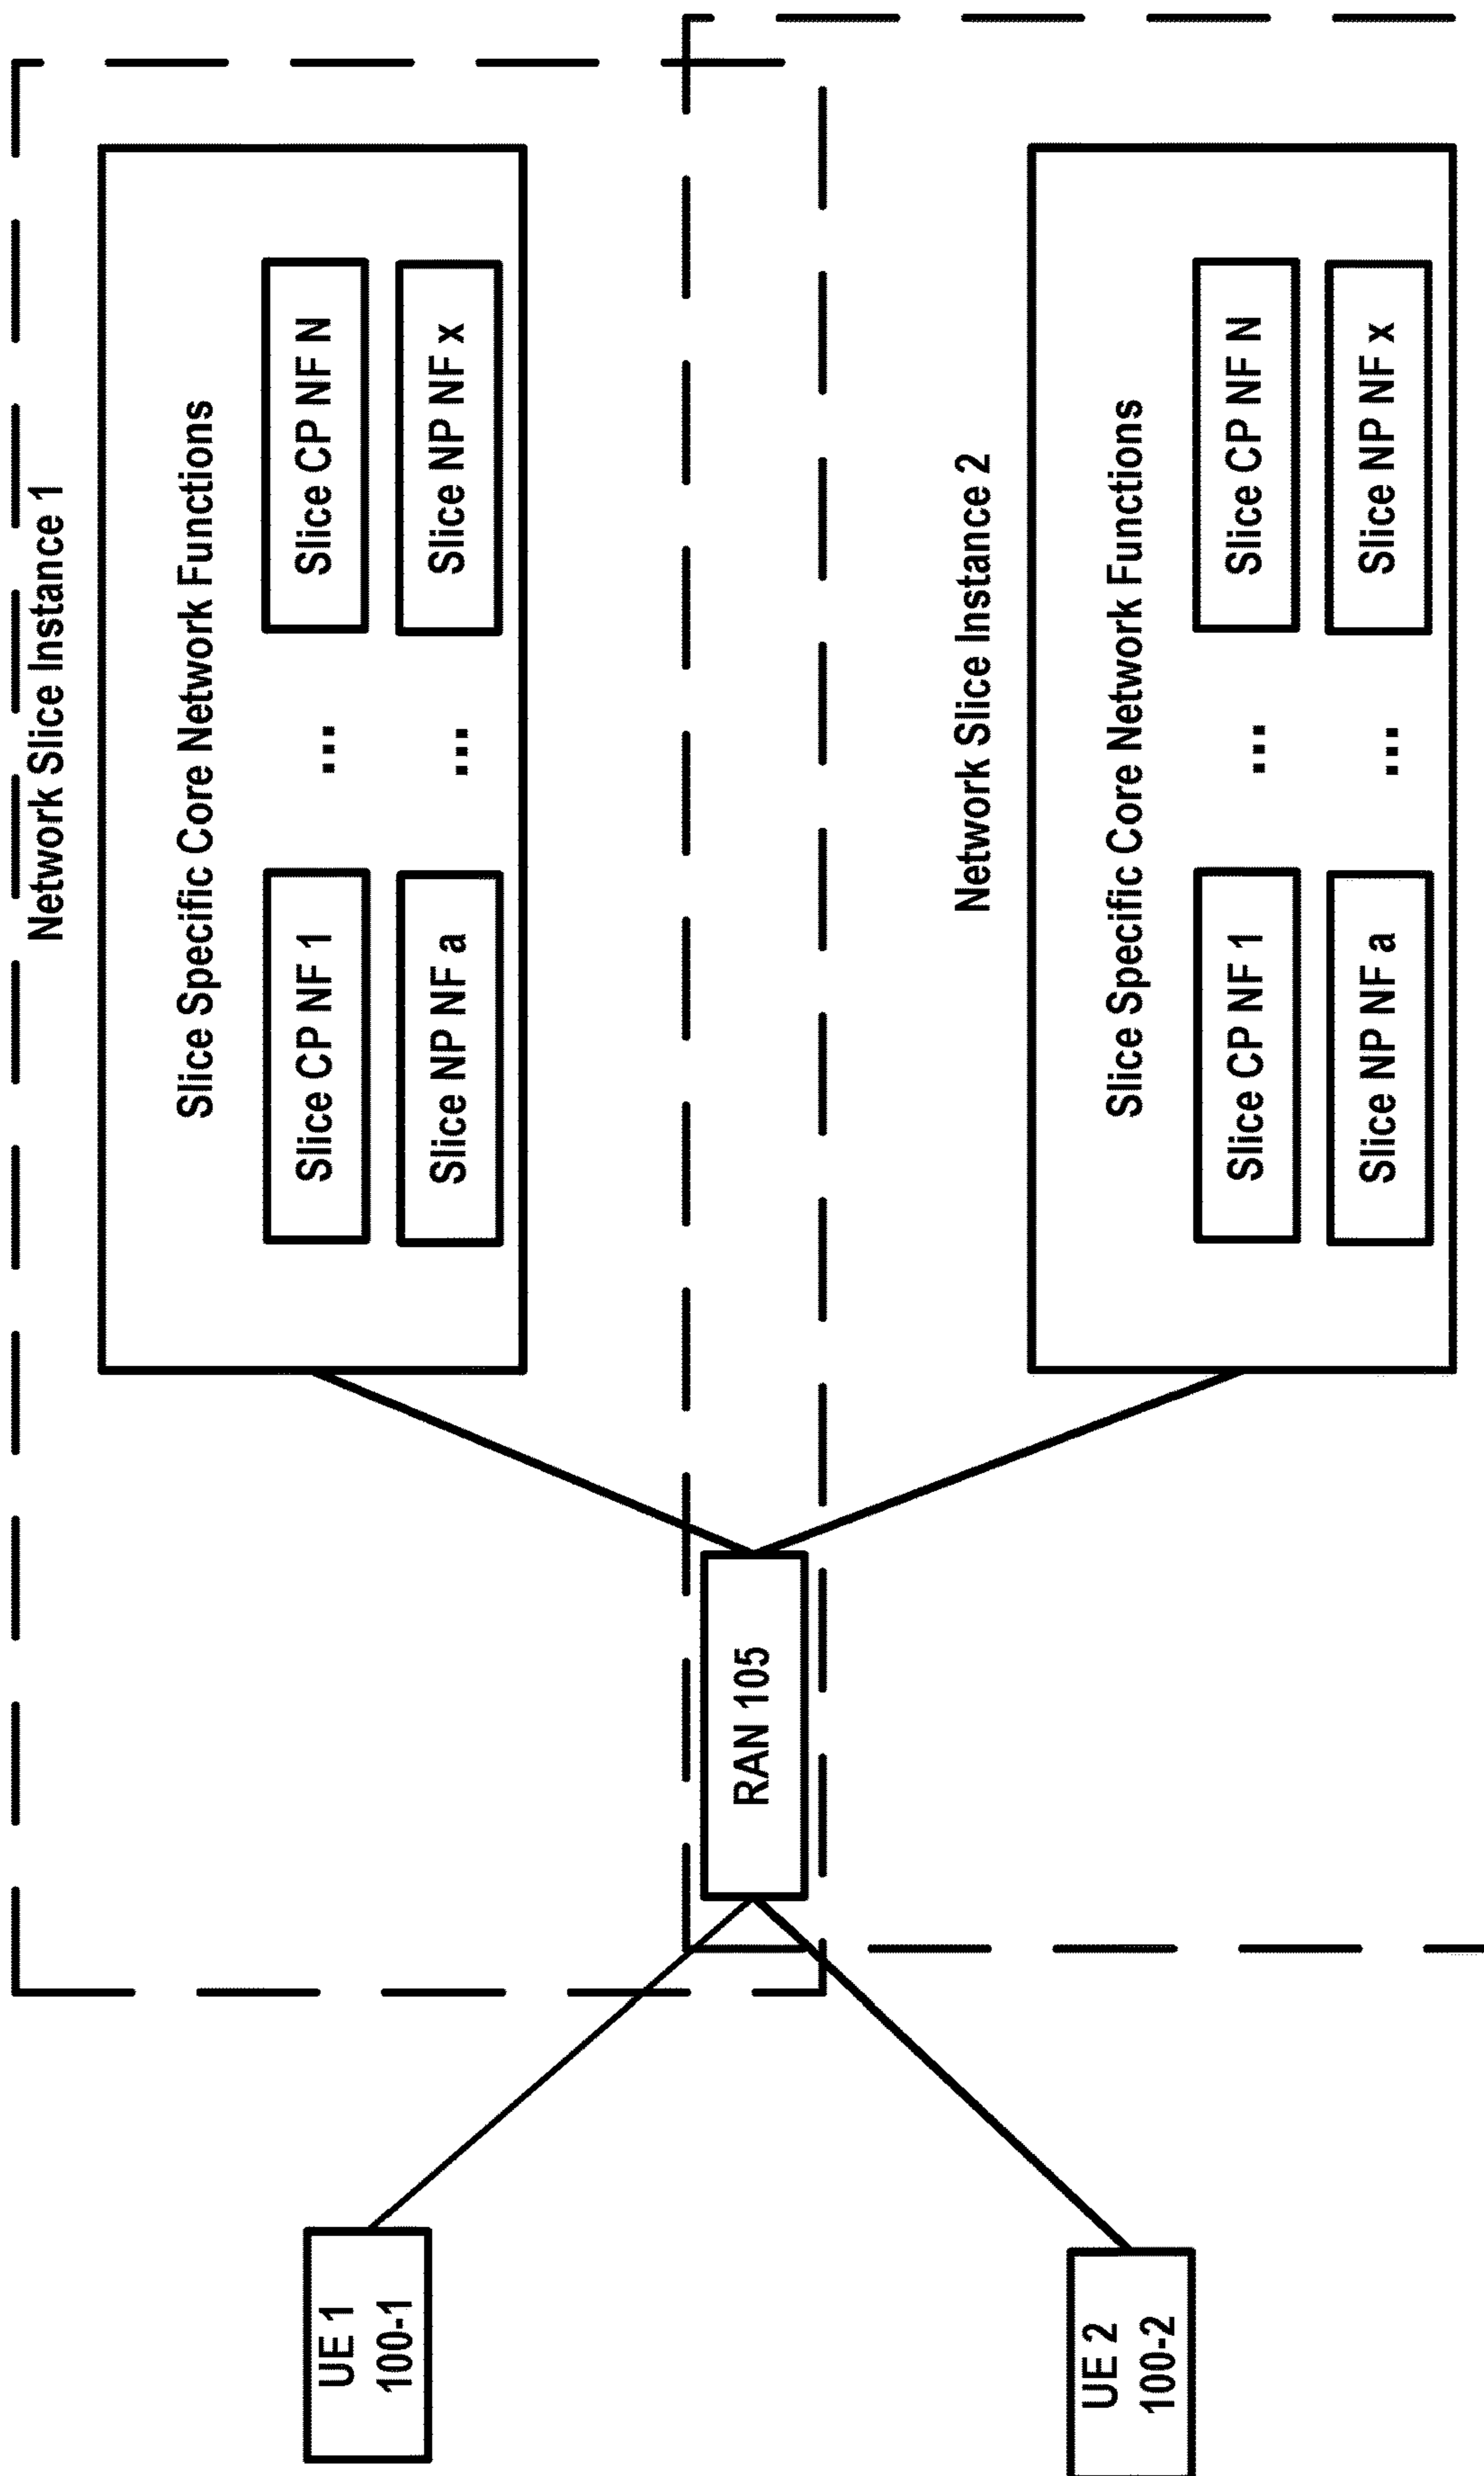 Network Slice Instance 1
Slice Specific Core Network Functions
Slice CP NF 1
...
Slice CP NF N
Slice NP NF a
...
Slice NP NF x
UE 1
100-1
RAN 105
UE 2
100-2
Network Slice Instance 2
Slice Specific Core Network Functions
Slice CP NF 1
...
Slice CP NF N
Slice NP NF a
...
Slice NP NF x